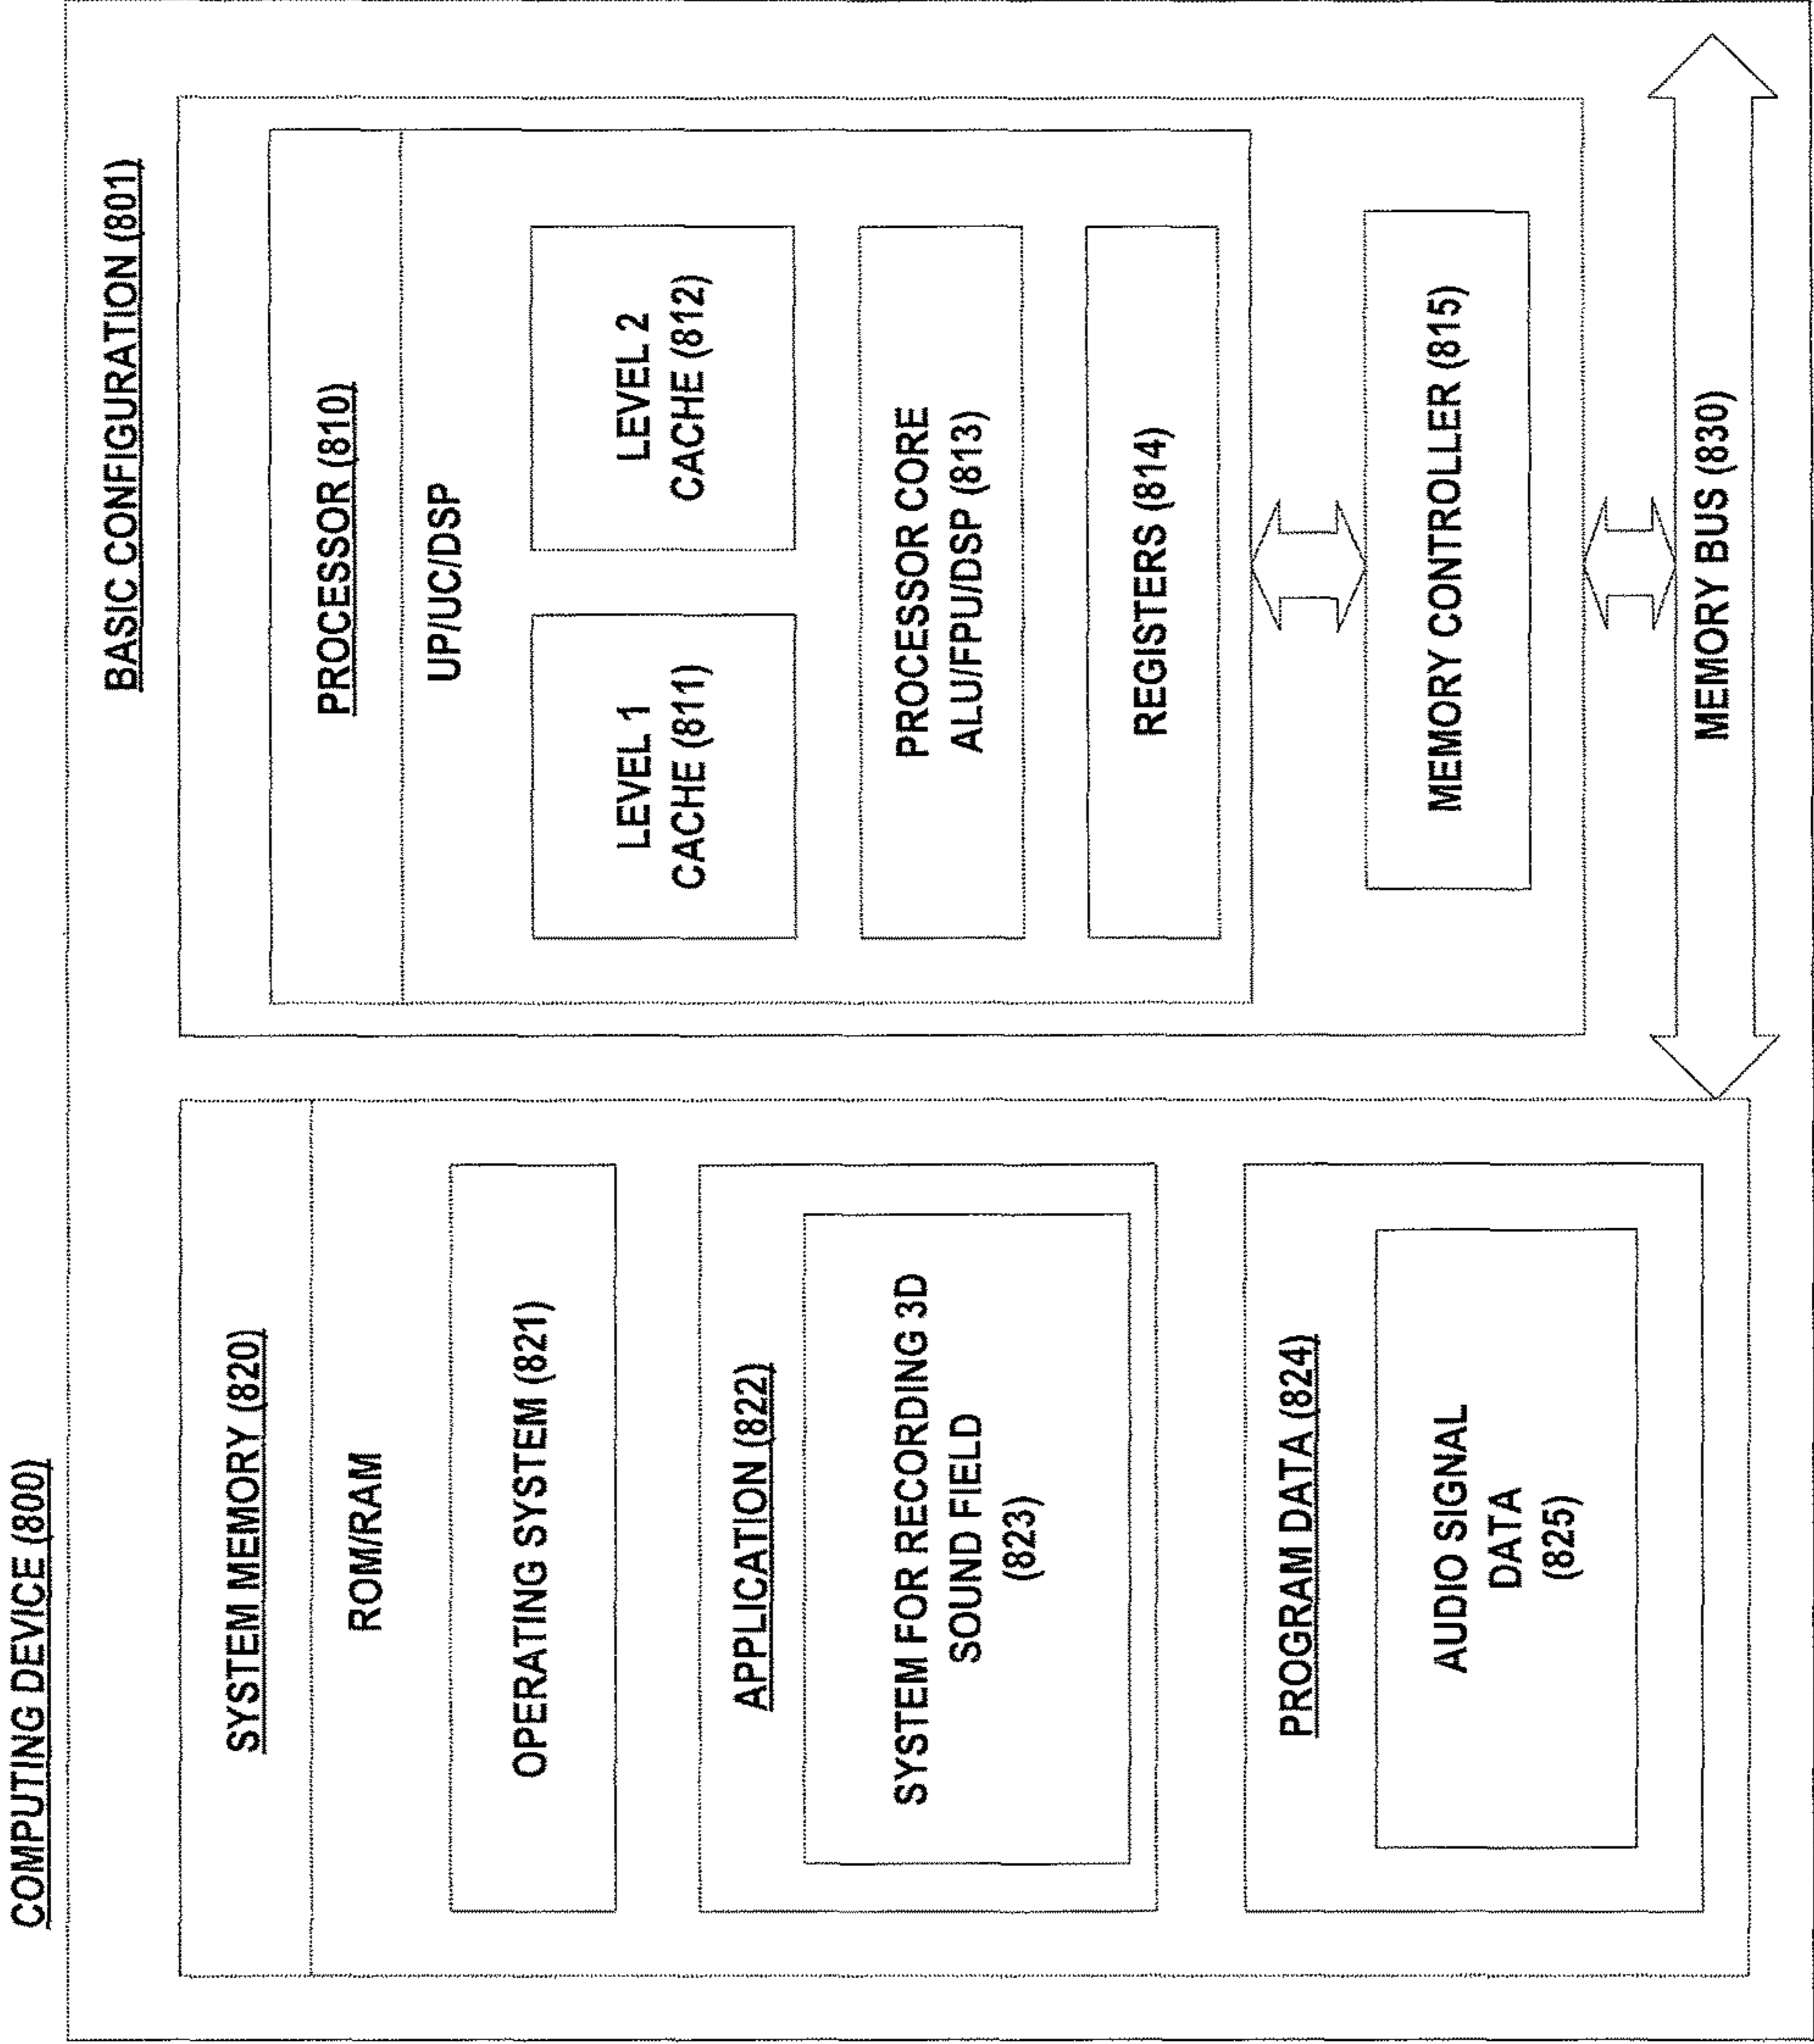 COMPUTING DEVICE (800)
BASIC CONFIGURATION (801)
SYSTEM MEMORY (820)
ROM/RAM
OPERATING SYSTEM (821)
APPLICATION (822)
SYSTEM FOR RECORDING 3D
SOUND FIELD
(823)
PROGRAM DATA (824)
AUDIO SIGNAL
DATA
(825)
PROCESSOR (810)
UP/UC/DSP
LEVEL 1
CACHE (811)
LEVEL 2
CACHE (812)
PROCESSOR CORE
ALU/FPU/DSP (813)
REGISTERS (814)
MEMORY CONTROLLER (815)
MEMORY BUS (830)